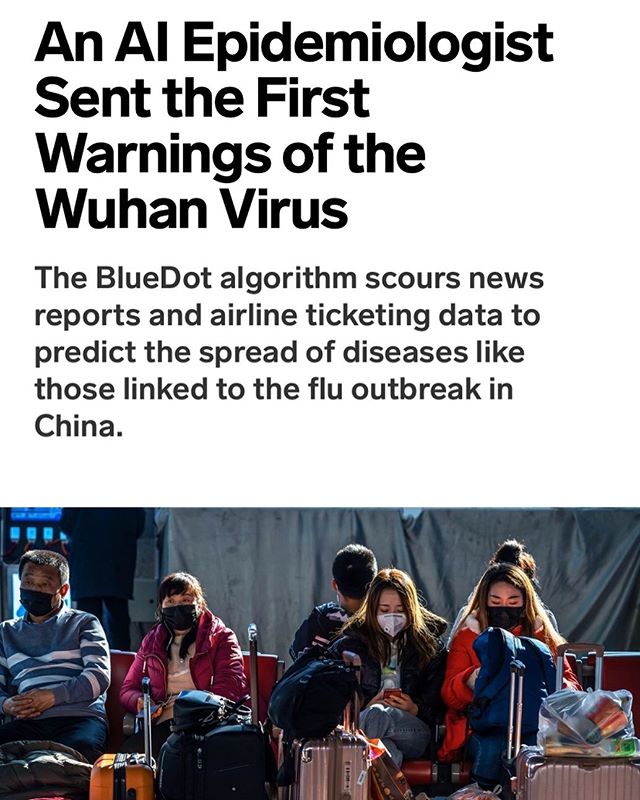 An AI Epidemiologist
Sent the First
Warnings of the
Wuhan Virus
The BlueDot algorithm scours news
reports and airline ticketing data to
predict the spread of diseases like
those linked to the flu outbreak in
China.